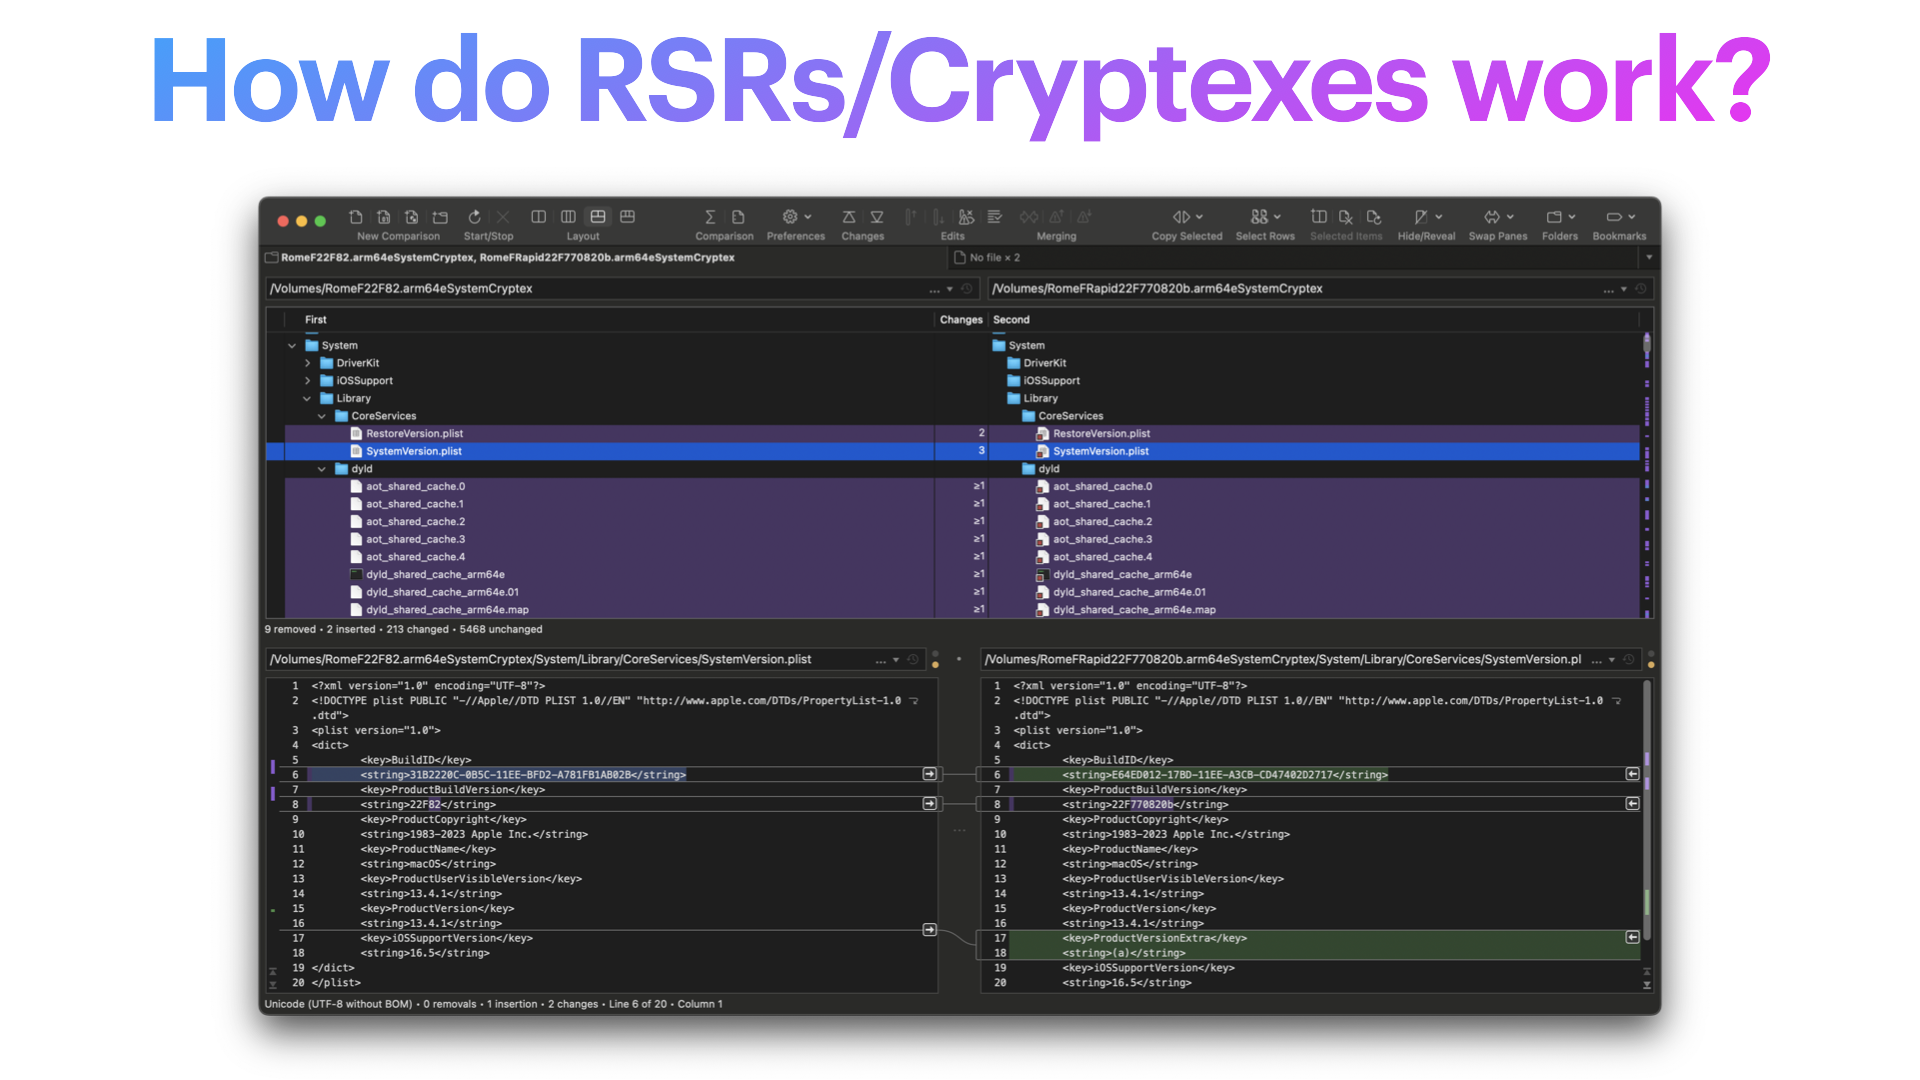 How do RSRs/Cryptexes work?
New Comparison Start/Stop Layout Comparison Preferences Changes Edits Merging Copy Selected Select Rows Selected Items Hide/Reveal Swap Panes Folders Bookmarks
RomeF22F82.arm64eSystemCryptex, RomeFRapid22F770820b.arm64eSystemCryptex No file × 2
/Volumes/RomeF22F82.arm64eSystemCryptex ... /Volumes/RomeFRapid22F770820b.arm64eSystemCryptex ...
First Changes Second
System System
DriverKit DriverKit
iOSSupport iOSSupport
Library Library
CoreServices CoreServices
RestoreVersion.plist 2 RestoreVersion.plist
SystemVersion.plist 3 SystemVersion.plist
dyld dyld
aot_shared_cache.0 ≥1 aot_shared_cache.0
aot_shared_cache.1 ≥1 aot_shared_cache.1
aot_shared_cache.2 ≥1 aot_shared_cache.2
aot_shared_cache.3 ≥1 aot_shared_cache.3
aot_shared_cache.4 ≥1 aot_shared_cache.4
dyld_shared_cache_arm64e ≥1 dyld_shared_cache_arm64e
dyld_shared_cache_arm64e.01 ≥1 dyld_shared_cache_arm64e.01
dyld_shared_cache_arm64e.map ≥1 dyld_shared_cache_arm64e.map
9 removed • 2 inserted • 213 changed • 5468 unchanged
/Volumes/RomeF22F82.arm64eSystemCryptex/System/Library/CoreServices/SystemVersion.plist ...
1 <?xml version="1.0" encoding="UTF-8"?>
2 <!DOCTYPE plist PUBLIC "-//Apple//DTD PLIST 1.0//EN" "http://www.apple.com/DTDs/PropertyList-1.0
.dtd">
3 <plist version="1.0">
4 <dict>
5 <key>BuildID</key>
6 <string>31B2220C-0B5C-11EE-BFD2-A781FB1AB02B</string>
7 <key>ProductBuildVersion</key>
8 <string>22F82</string>
9 <key>ProductCopyright</key>
10 <string>1983-2023 Apple Inc.</string>
11 <key>ProductName</key>
12 <string>macOS</string>
13 <key>ProductUserVisibleVersion</key>
14 <string>13.4.1</string>
15 <key>ProductVersion</key>
16 <string>13.4.1</string>
17 <key>iOSSupportVersion</key>
18 <string>16.5</string>
19 </dict>
20 </plist>
/Volumes/RomeFRapid22F770820b.arm64eSystemCryptex/System/Library/CoreServices/SystemVersion.pl ...
1 <?xml version="1.0" encoding="UTF-8"?>
2 <!DOCTYPE plist PUBLIC "-//Apple//DTD PLIST 1.0//EN" "http://www.apple.com/DTDs/PropertyList-1.0
.dtd">
3 <plist version="1.0">
4 <dict>
5 <key>BuildID</key>
6 <string>E64ED012-17BD-11EE-A3CB-CD47402D2717</string>
7 <key>ProductBuildVersion</key>
8 <string>22F770820b</string>
9 <key>ProductCopyright</key>
10 <string>1983-2023 Apple Inc.</string>
11 <key>ProductName</key>
12 <string>macOS</string>
13 <key>ProductUserVisibleVersion</key>
14 <string>13.4.1</string>
15 <key>ProductVersion</key>
16 <string>13.4.1</string>
17 <key>ProductVersionExtra</key>
18 <string>(a)</string>
19 <key>iOSSupportVersion</key>
20 <string>16.5</string>
Unicode (UTF-8 without BOM) • 0 removals • 1 insertion • 2 changes • Line 6 of 20 • Column 1